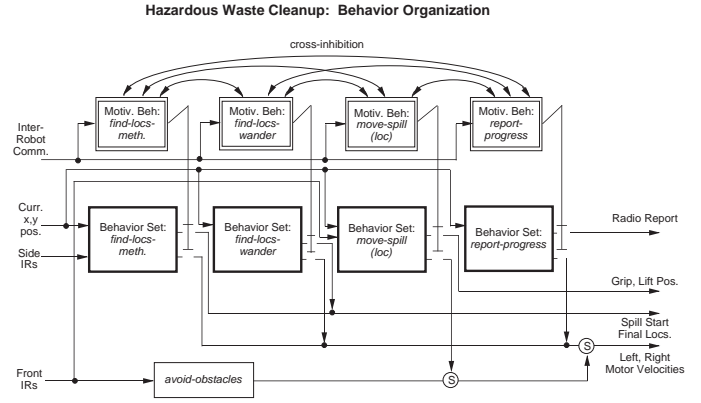 Hazardous Waste Cleanup: Behavior Organization
cross-inhibition
Motiv. Beh:
find-locs-
meth.
Motiv. Beh:
find-locs-
wander
Motiv. Beh:
move-spill
(loc)
Motiv. Beh:
report-
progress
Inter-
Robot
Comm.
Curr.
x,y
pos.
Side
IRs
Behavior Set:
find-locs-
meth.
Behavior Set:
find-locs-
wander
Behavior Set:
move-spill
(loc)
Behavior Set:
report-progress
Radio Report
Grip, Lift Pos.
Spill Start
Final Locs.
S
Left, Right
Motor Velocities
Front
IRs
avoid-obstacles
S